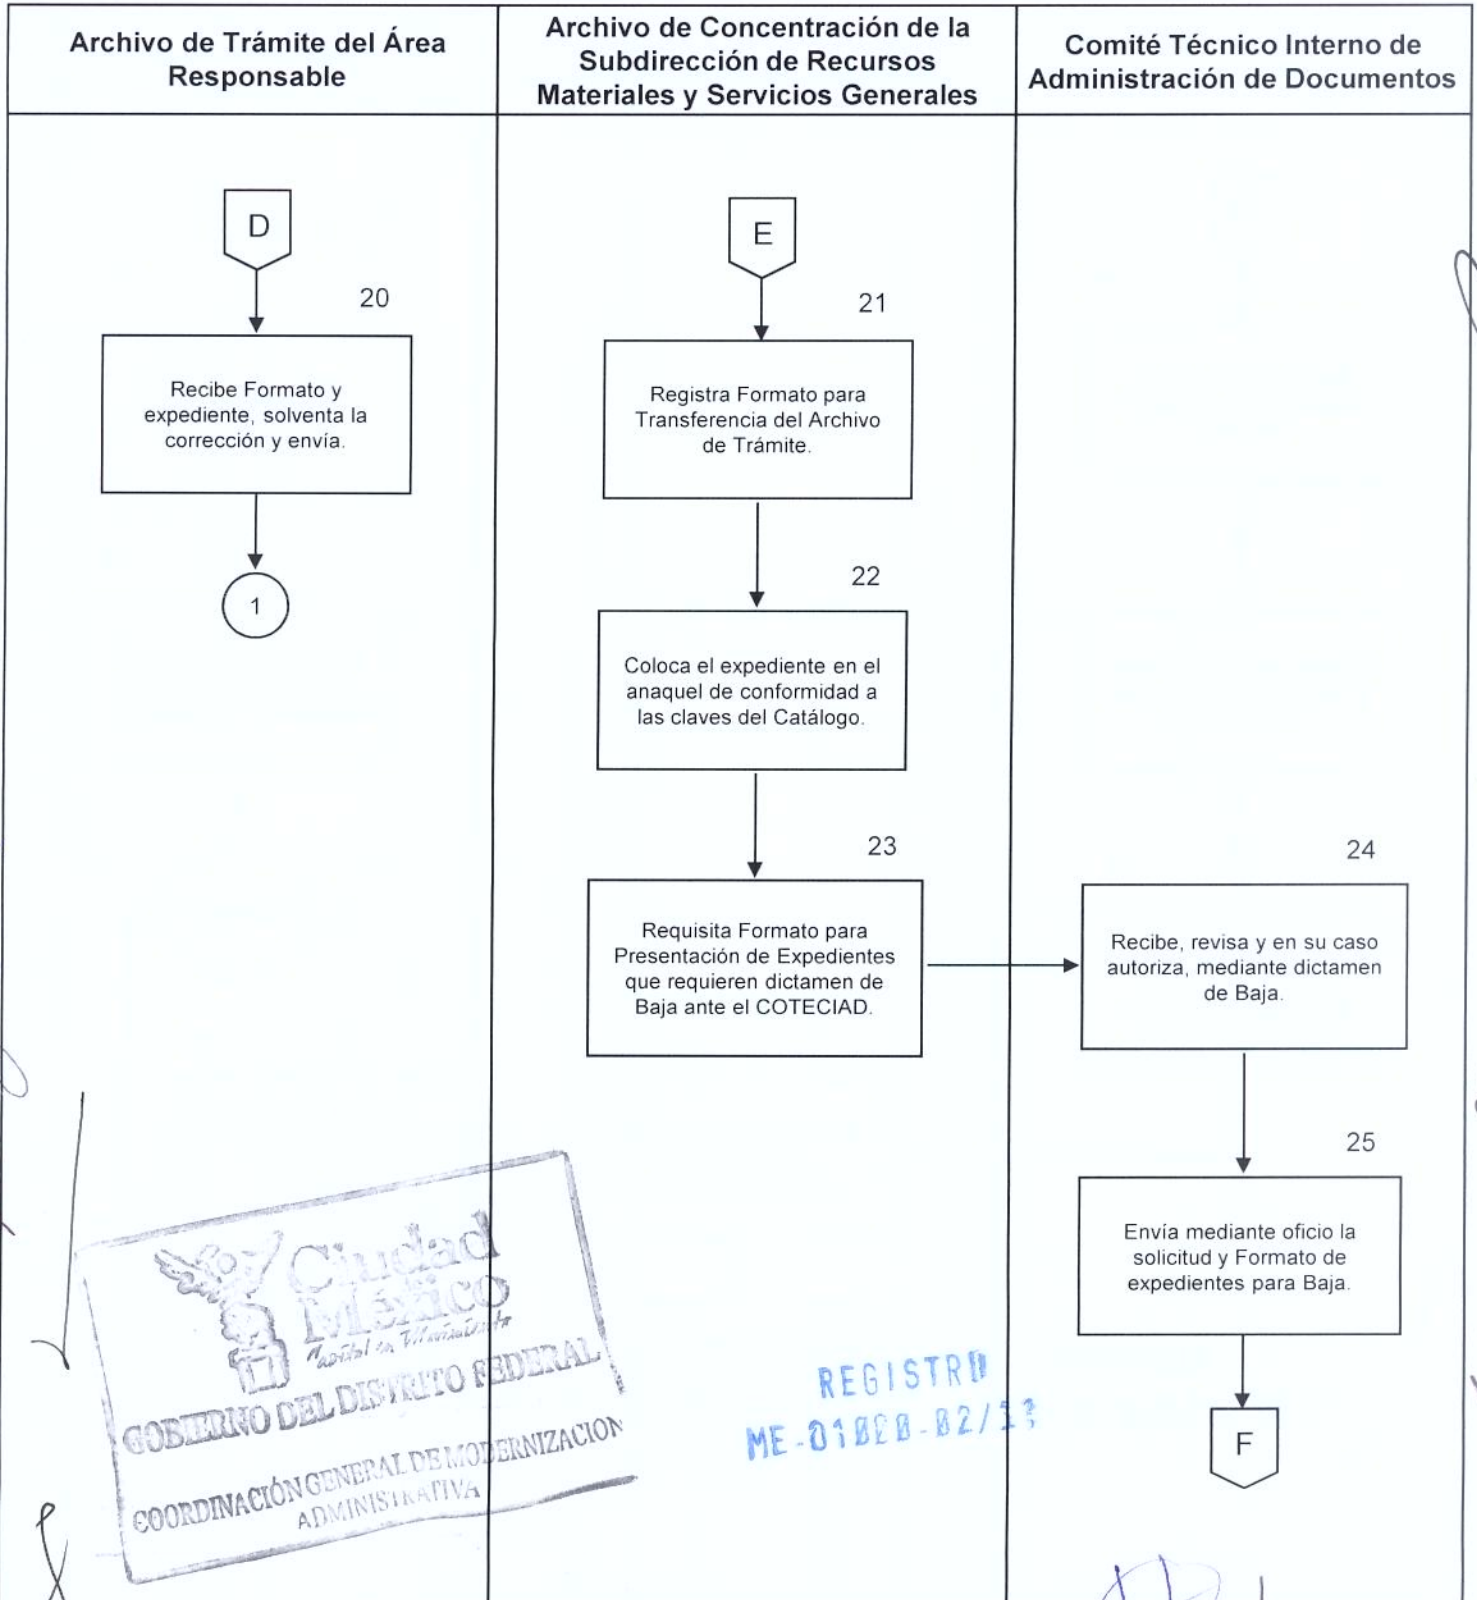 Archivo de Trámite del Área
Responsable
Archivo de Concentración de la
Subdirección de Recursos
Materiales y Servicios Generales
Comité Técnico Interno de
Administración de Documentos
D
20
Recibe Formato y
expediente, solventa la
corrección y envía.
1
E
21
Registra Formato para
Transferencia del Archivo
de Trámite.
22
Coloca el expediente en el
anaquel de conformidad a
las claves del Catálogo.
23
Requisita Formato para
Presentación de Expedientes
que requieren dictamen de
Baja ante el COTECIAD.
24
Recibe, revisa y en su caso
autoriza, mediante dictamen
de Baja.
25
Envía mediante oficio la
solicitud y Formato de
expedientes para Baja.
F
Ciudad
México
Capital en Movimiento
GOBIERNO DEL DISTRITO FEDERAL
COORDINACIÓN GENERAL DE MODERNIZACION
ADMINISTRATIVA
REGISTRO